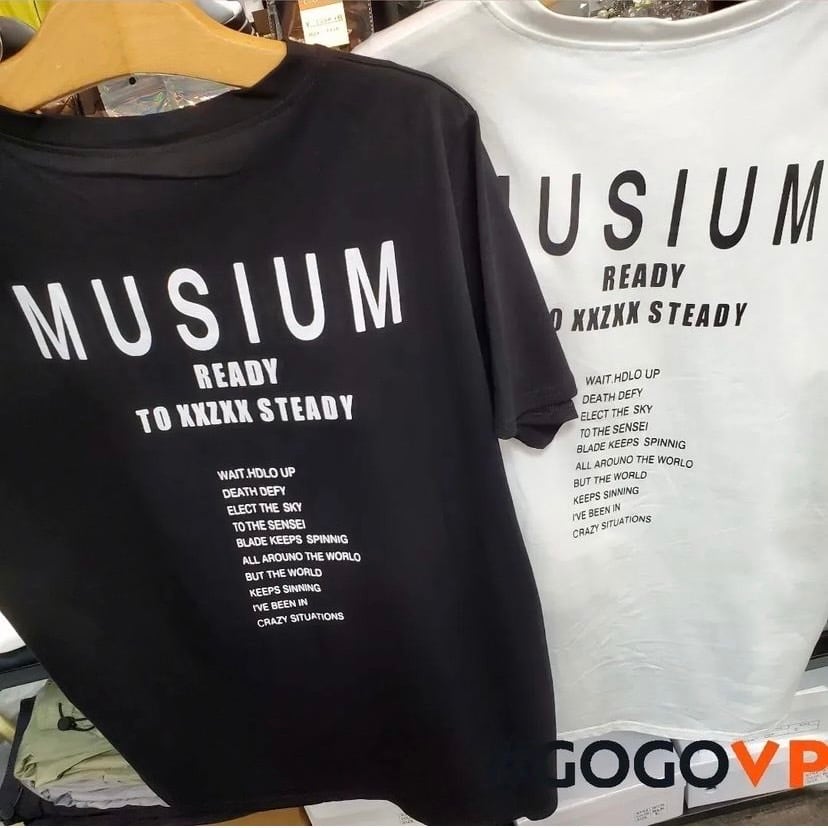 MUSIUM
READY
TO XXZXX STEADY
WAIT.HDLO UP
DEATH DEFY
ELECT THE SKY
TO THE SENSEI
BLADE KEEPS SPINNIG
ALL AROUNO THE WORLO
BUT THE WORLD
KEEPS SINNING
I'VE BEEN IN
CRAZY SITUATIONS
USIUM
READY
O XXZXX STEADY
WAIT.HDLO UP
DEATH DEFY
ELECT THE SKY
TO THE SENSEI
BLADE KEEPS SPINNIG
ALL AROUNO THE WORLO
BUT THE WORLD
KEEPS SINNING
I'VE BEEN IN
CRAZY SITUATIONS
GOGOVP